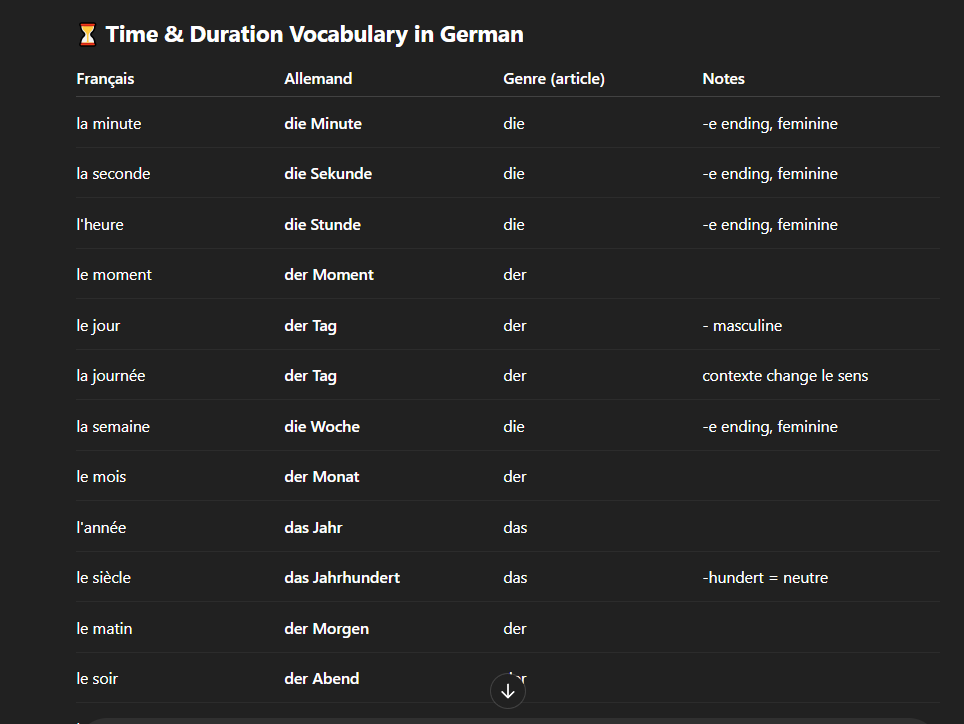 ⏳ Time & Duration Vocabulary in German
Français Allemand Genre (article) Notes
la minute die Minute die -e ending, feminine
la seconde die Sekunde die -e ending, feminine
l'heure die Stunde die -e ending, feminine
le moment der Moment der
le jour der Tag der - masculine
la journée der Tag der contexte change le sens
la semaine die Woche die -e ending, feminine
le mois der Monat der
l'année das Jahr das
le siècle das Jahrhundert das -hundert = neutre
le matin der Morgen der
le soir der Abend